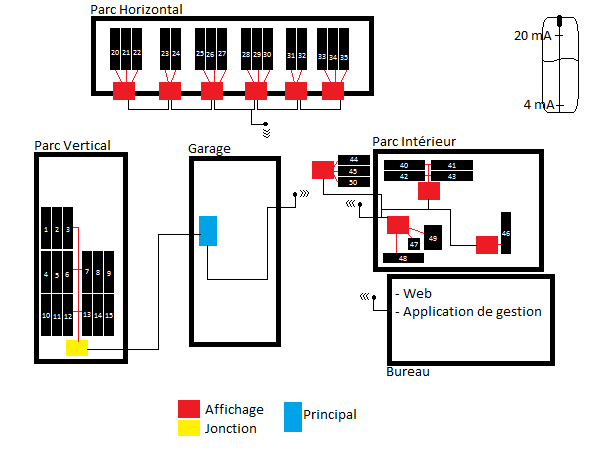 Parc Horizontal
20 21 22 23 24 25 26 27 28 29 30 31 32 33 34 35
20 mA
4 mA
Parc Vertical
Garage
Parc Intérieur
44
45
50
40 41
42 43
46
49
47
48
1 2 3
4 5 6 7 8 9
10 11 12 13 14 15
- Web
- Application de gestion
Bureau
Affichage
Jonction
Principal